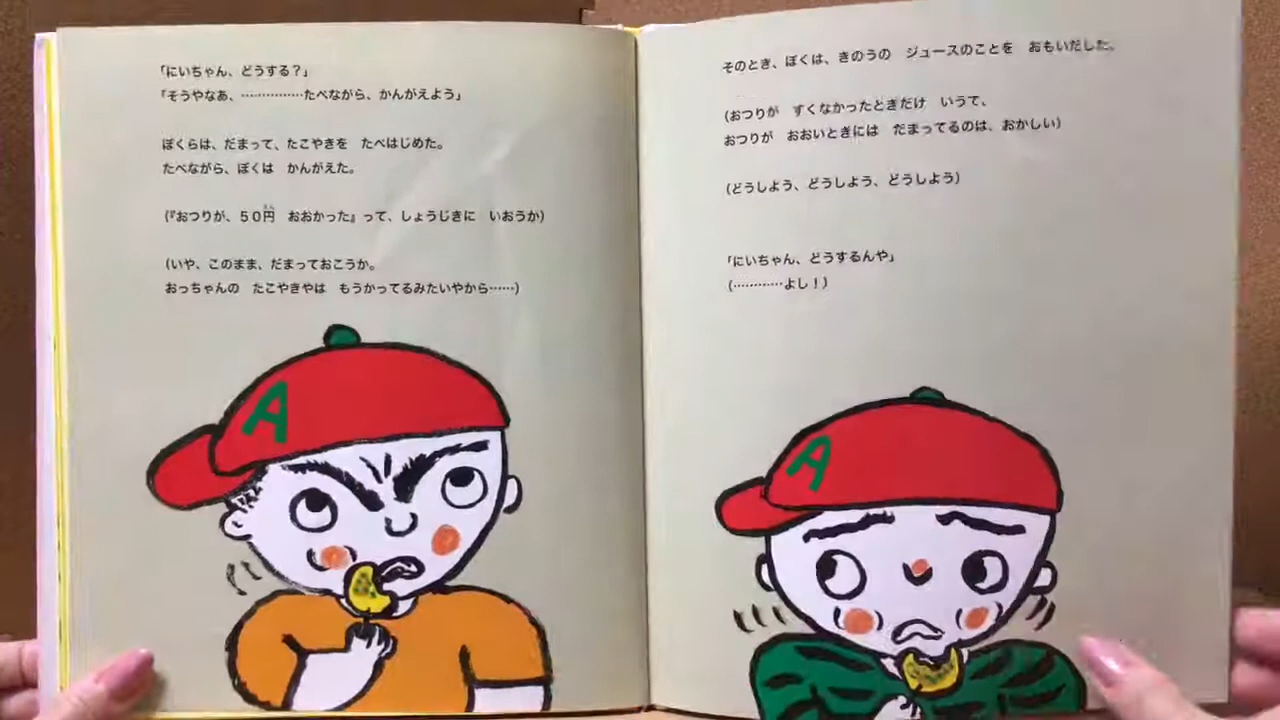 「にいちゃん、どうする?」
「そうやなあ、……………たべながら、かんがえよう」
ぼくらは、だまって、たこやきを　たべはじめた。
たべながら、ぼくは　かんがえた。
(『おつりが、50円　おおかった』って、しょうじきに　いおうか)
(いや、このまま、だまっておこうか。
おっちゃんの　たこやきやは　もうかってるみたいやから……)
A
そのとき、ぼくは、きのうの　ジュースのことを　おもいだした。
(おつりが　すくなかったときだけ　いうて、
おつりが　おおいときには　だまってるのは、おかしい)
(どうしよう、どうしよう、どうしよう)
「にいちゃん、どうするんや」
(…………よし!)
A